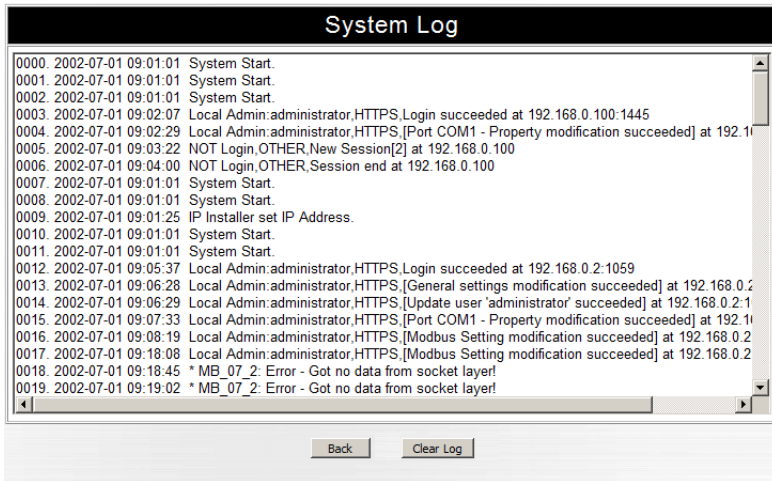 System Log
0000. 2002-07-01 09:01:01 System Start.
0001. 2002-07-01 09:01:01 System Start.
0002. 2002-07-01 09:01:01 System Start.
0003. 2002-07-01 09:02:07 Local Admin:administrator,HTTPS,Login succeeded at 192.168.0.100:1445
0004. 2002-07-01 09:02:29 Local Admin:administrator,HTTPS,[Port COM1 - Property modification succeeded] at 192.1
0005. 2002-07-01 09:03:22 NOT Login,OTHER,New Session[2] at 192.168.0.100
0006. 2002-07-01 09:04:00 NOT Login,OTHER,Session end at 192.168.0.100
0007. 2002-07-01 09:01:01 System Start.
0008. 2002-07-01 09:01:01 System Start.
0009. 2002-07-01 09:01:25 IP Installer set IP Address.
0010. 2002-07-01 09:01:01 System Start.
0011. 2002-07-01 09:01:01 System Start.
0012. 2002-07-01 09:05:37 Local Admin:administrator,HTTPS,Login succeeded at 192.168.0.2:1059
0013. 2002-07-01 09:06:28 Local Admin:administrator,HTTPS,[General settings modification succeeded] at 192.168.0.2
0014. 2002-07-01 09:06:29 Local Admin:administrator,HTTPS,[Update user 'administrator' succeeded] at 192.168.0.2:1
0015. 2002-07-01 09:07:33 Local Admin:administrator,HTTPS,[Port COM1 - Property modification succeeded] at 192.1
0016. 2002-07-01 09:08:19 Local Admin:administrator,HTTPS,[Modbus Setting modification succeeded] at 192.168.0.2
0017. 2002-07-01 09:18:08 Local Admin:administrator,HTTPS,[Modbus Setting modification succeeded] at 192.168.0.2
0018. 2002-07-01 09:18:45 * MB_07_2: Error - Got no data from socket layer!
0019. 2002-07-01 09:19:02 * MB_07_2: Error - Got no data from socket layer!
Back
Clear Log